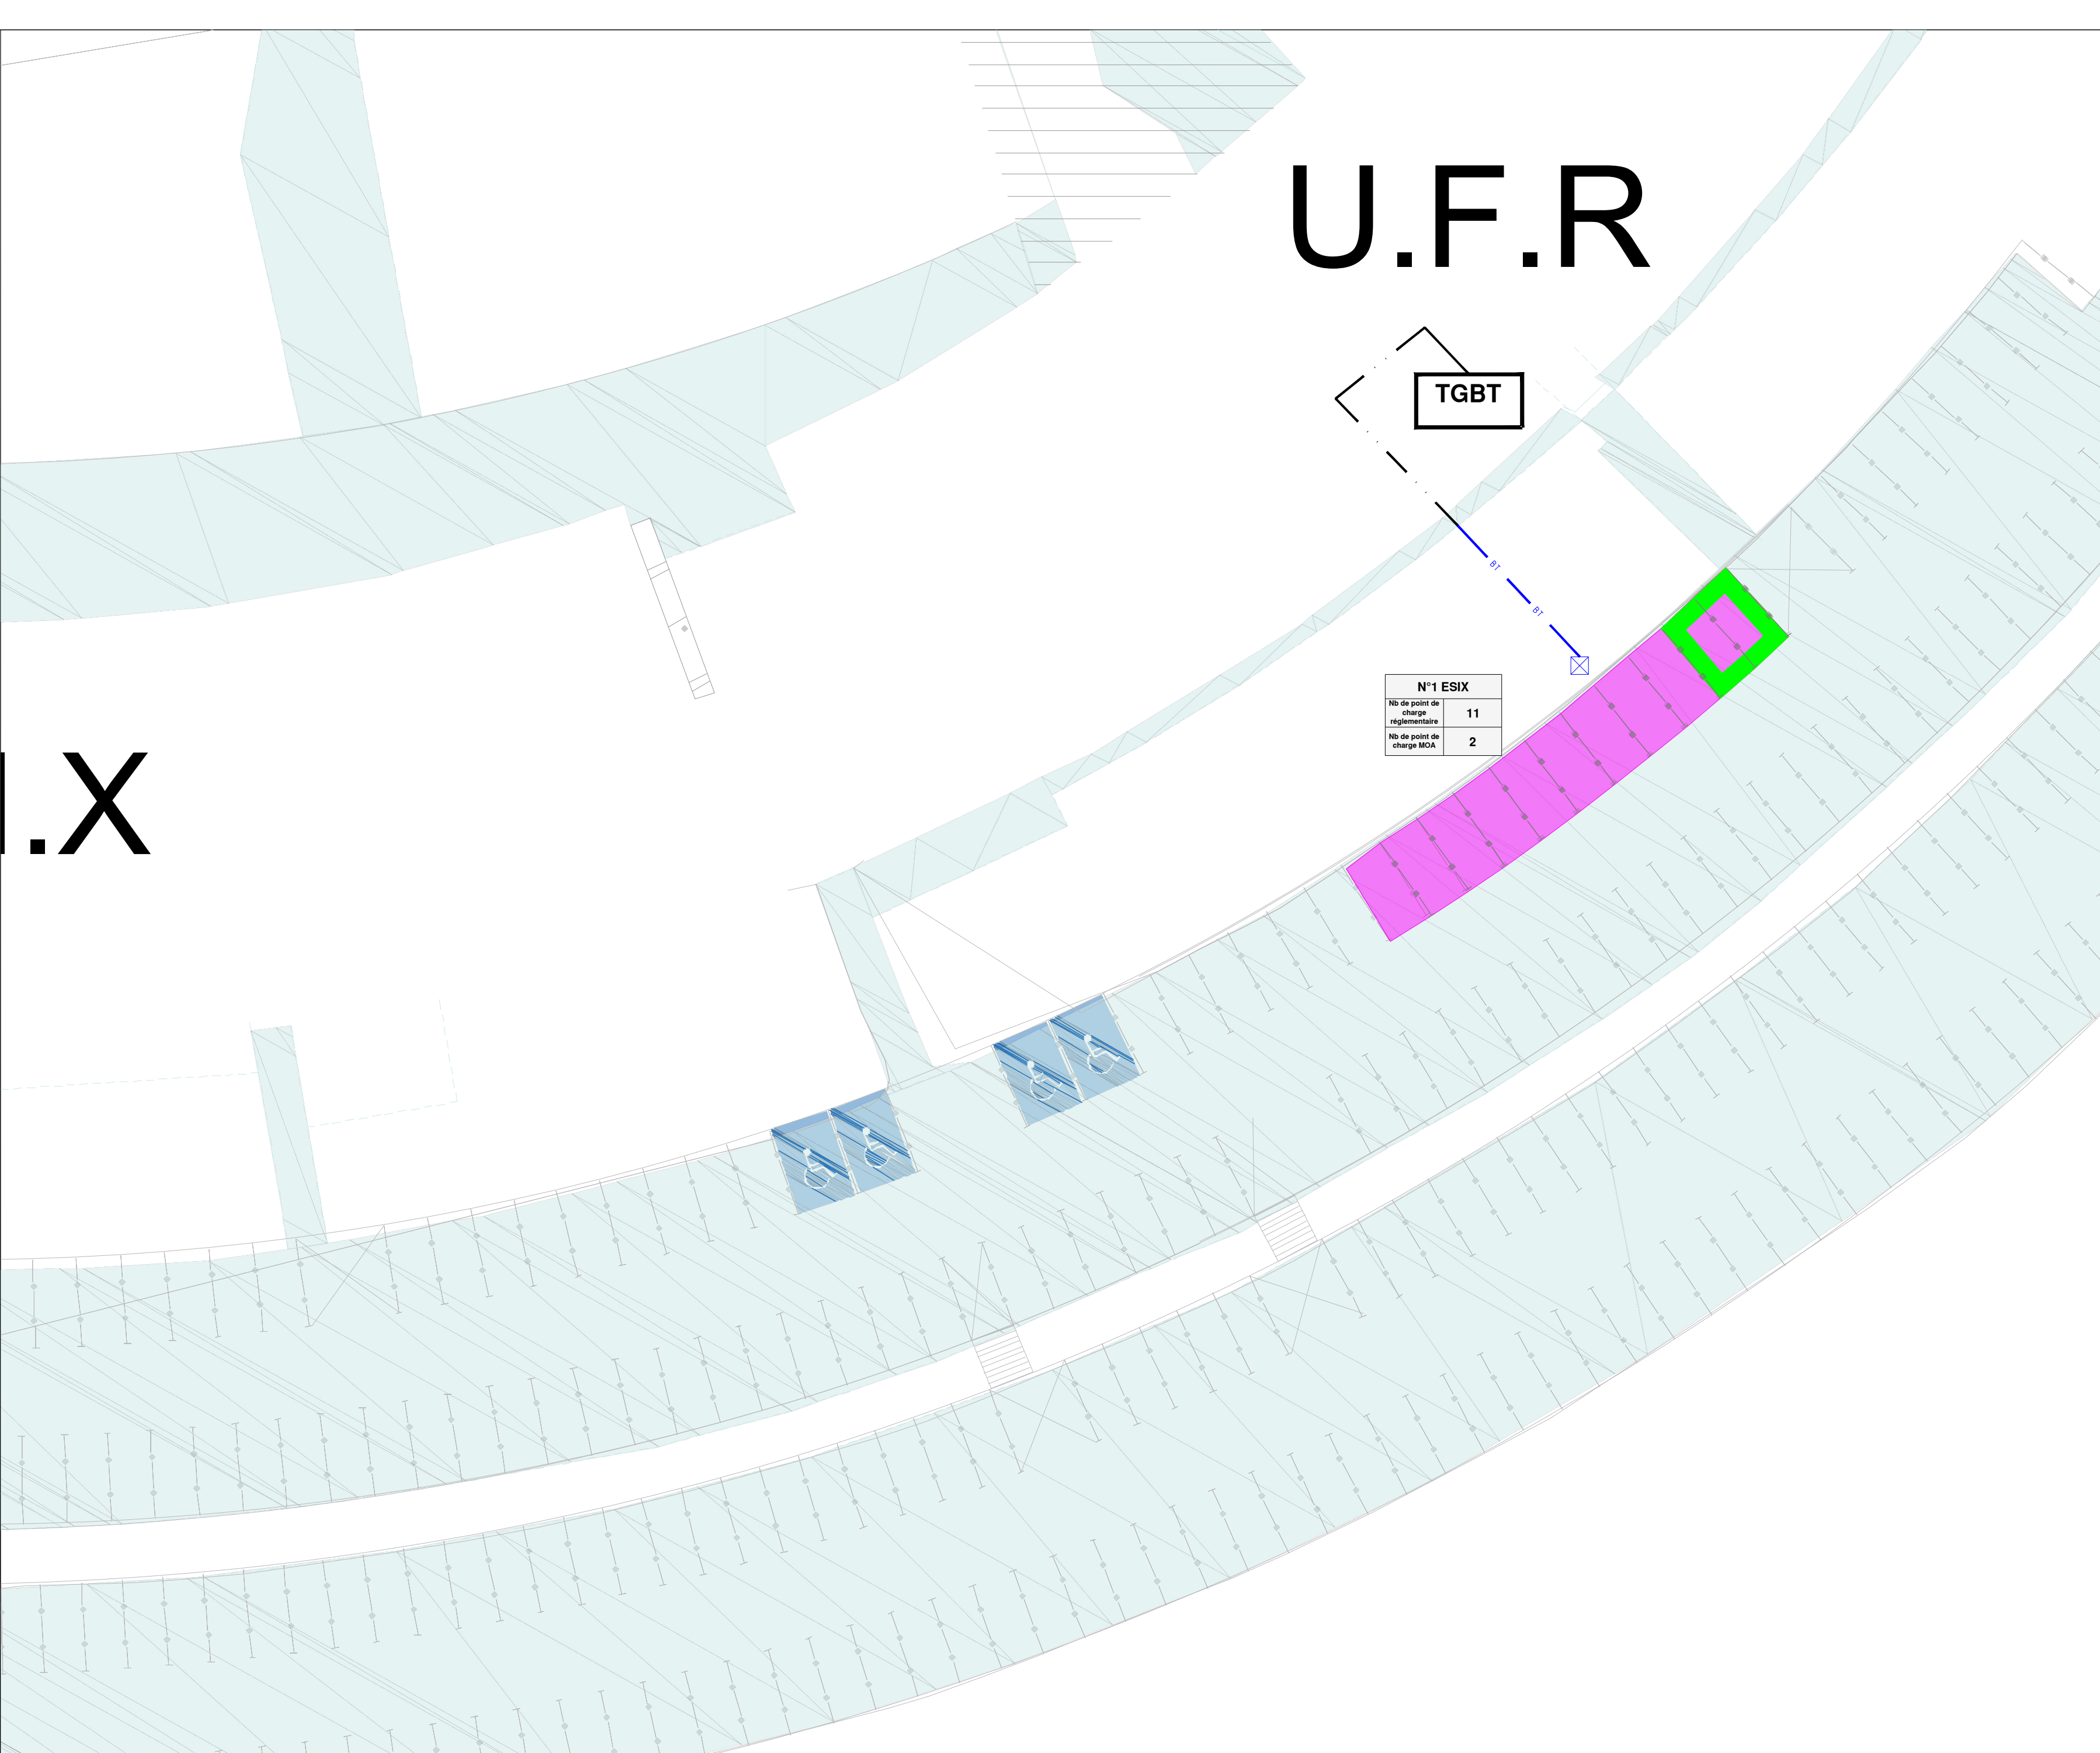 U.F.R
TGBT
BT
BT
N°1 ESIX
Nb de point de
charge
réglementaire
11
Nb de point de
charge MOA
2
.X